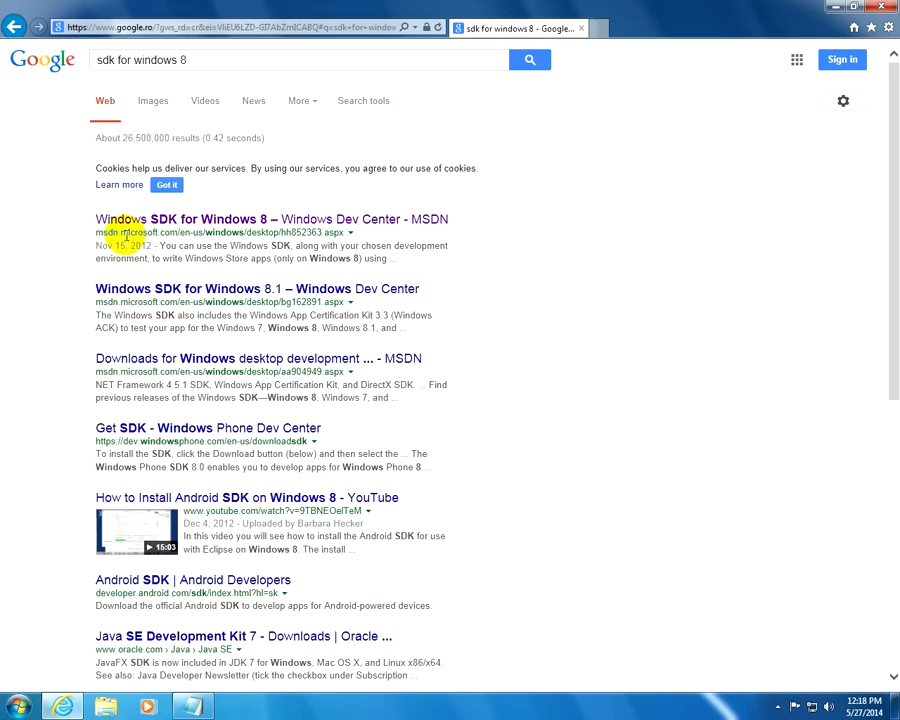 https://www.google.ro/?gws_rd=cr&ei=
sdk for windows 8 - Google...
Google
sdk for windows 8
Sign in
Web
Images
Videos
News
More
Search tools
About 26,500,000 results (0 42 seconds)
Cookies help us deliver our services. By using our services, you agree to our use of cookies.
Learn more
Got it
Windows SDK for Windows 8 – Windows Dev Center - MSDN
msdn.microsoft.com/en-us/windows/desktop/hh852363.aspx
Nov 15, 2012 - You can use the Windows SDK, along with your chosen development
environment, to write Windows Store apps (only on Windows 8) using ...
Windows SDK for Windows 8.1 – Windows Dev Center
msdn.microsoft.com/en-us/windows/desktop/bg162891.aspx
The Windows SDK also includes the Windows App Certification Kit 3.3 (Windows
ACK) to test your app for the Windows 7, Windows 8, Windows 8.1, and ...
Downloads for Windows desktop development ... - MSDN
msdn.microsoft.com/en-us/windows/desktop/aa904949.aspx
NET Framework 4.5.1 SDK, Windows App Certification Kit, and DirectX SDK. ... Find
previous releases of the Windows SDK—Windows 8, Windows 7, and ...
Get SDK - Windows Phone Dev Center
https://dev.windowsphone.com/en-us/downloadsdk
To install the SDK, click the Download button (below) and then select the ... The
Windows Phone SDK 8.0 enables you to develop apps for Windows Phone 8 ...
How to Install Android SDK on Windows 8 - YouTube
www.youtube.com/watch?v=9TBNEOeITeM
Dec 4, 2012 - Uploaded by Barbara Hecker
In this video you will see how to install the Android SDK for use
with Eclipse on Windows 8. The install ...
15:03
Android SDK | Android Developers
developer.android.com/sdk/index.html?hl=sk
Download the official Android SDK to develop apps for Android-powered devices.
Java SE Development Kit 7 - Downloads | Oracle ...
www.oracle.com › Java › Java SE
JavaFX SDK is now included in JDK 7 for Windows, Mac OS X, and Linux x86/x64.
See also: Java Developer Newsletter (tick the checkbox under Subscription ...
12:18 PM
5/27/2014